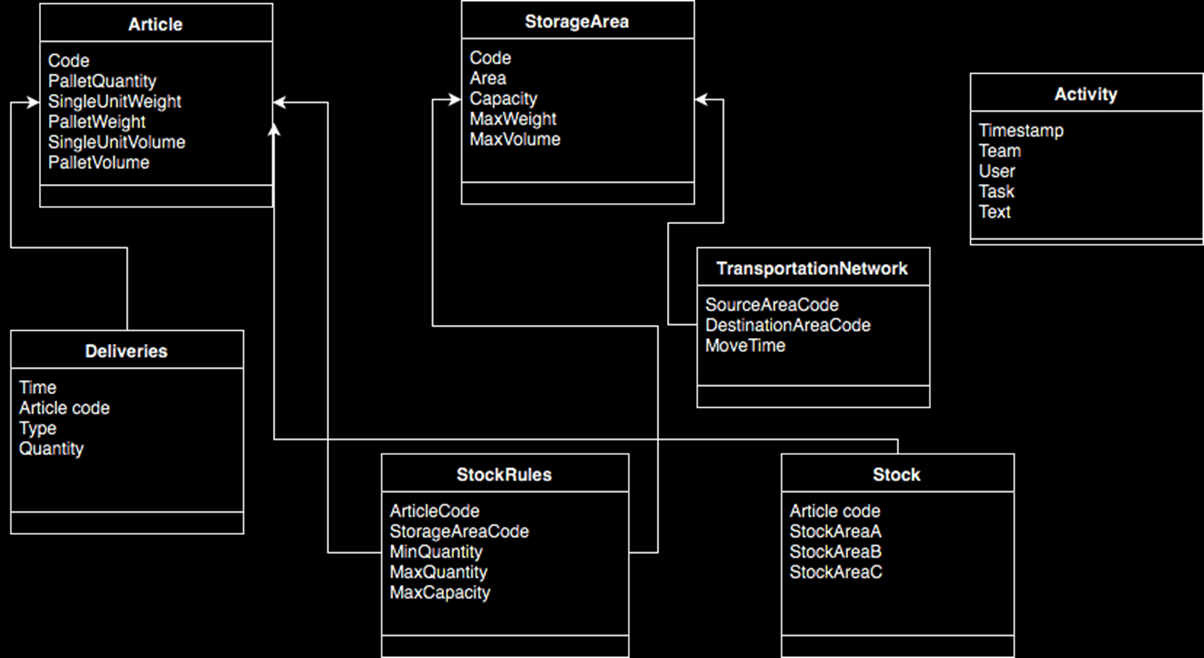 Article
Code
PalletQuantity
SingleUnitWeight
PalletWeight
SingleUnitVolume
PalletVolume
StorageArea
Code
Area
Capacity
MaxWeight
MaxVolume
Activity
Timestamp
Team
User
Task
Text
TransportationNetwork
SourceAreaCode
DestinationAreaCode
MoveTime
Deliveries
Time
Article code
Type
Quantity
StockRules
ArticleCode
StorageAreaCode
MinQuantity
MaxQuantity
MaxCapacity
Stock
Article code
StockAreaA
StockAreaB
StockAreaC